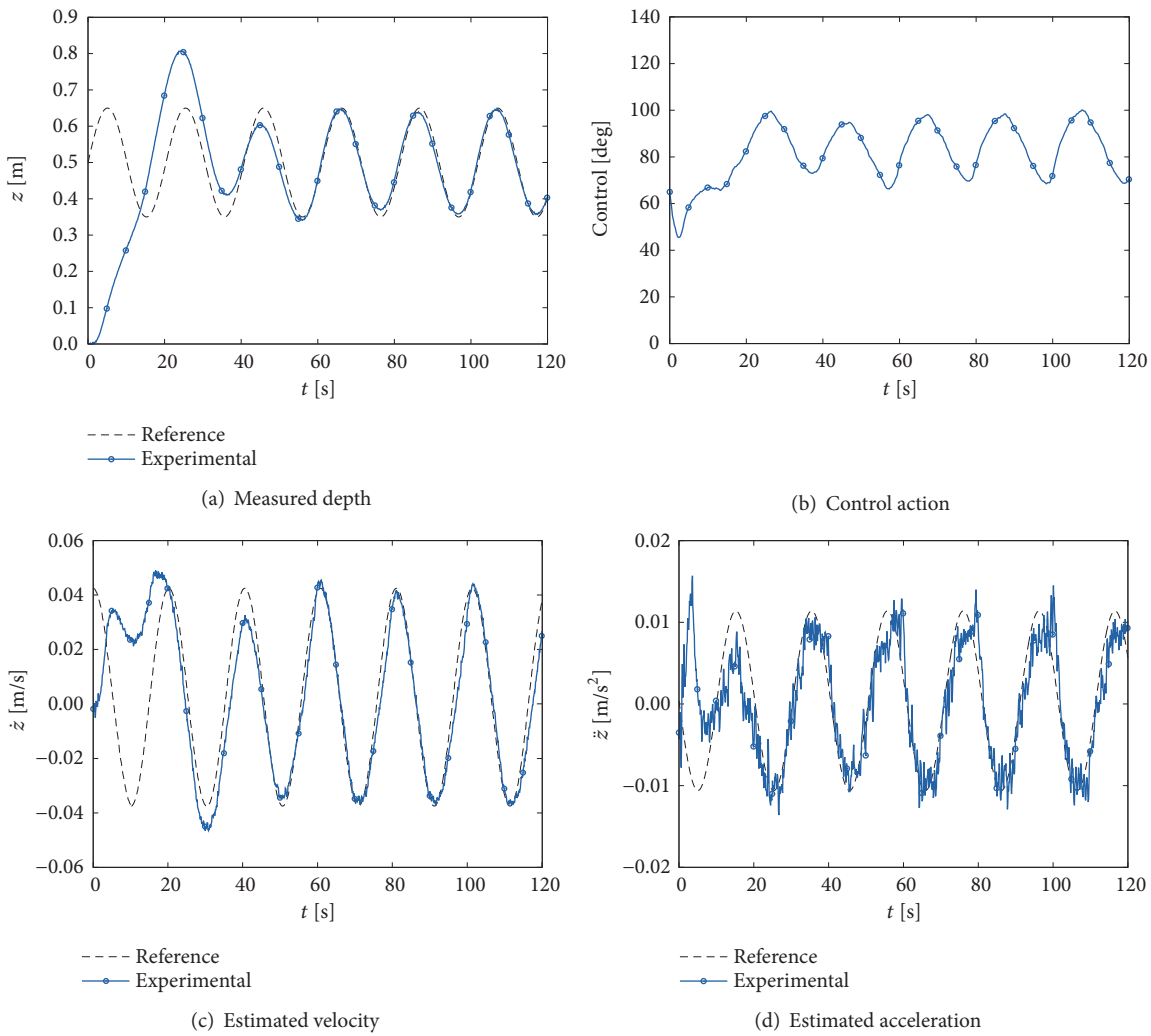 0.9
0.8
0.7
0.6
0.5
0.4
0.3
0.2
0.1
0.0
z [m]
0 20 40 60 80 100 120
t [s]
Reference
Experimental
(a) Measured depth
140
120
100
80
60
40
20
0
Control [deg]
0 20 40 60 80 100 120
t [s]
(b) Control action
0.06
0.04
0.02
0.00
−0.02
−0.04
−0.06
ż [m/s]
0 20 40 60 80 100 120
t [s]
Reference
Experimental
(c) Estimated velocity
0.02
0.01
0.00
−0.01
−0.02
z̈ [m/s²]
0 20 40 60 80 100 120
t [s]
Reference
Experimental
(d) Estimated acceleration